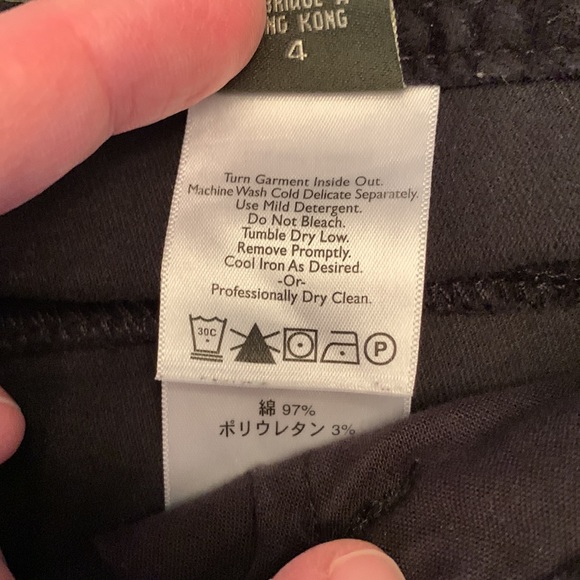 NG KONG
4
Turn Garment Inside Out.
Machine Wash Cold Delicate Separately.
Use Mild Detergent.
Do Not Bleach.
Tumble Dry Low.
Remove Promptly.
Cool Iron As Desired.
-Or-
Professionally Dry Clean.
30C
P
綿 97%
ポリウレタン 3%